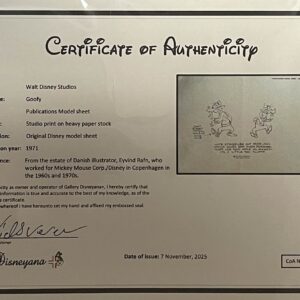 Certificate of Authenticity
Walt Disney Studios
Goofy
Publications Model sheet
Studio print on heavy paper stock
Original Disney model sheet
on year: 1971
From the estate of Danish illustrator, Eyvind Rafn, who
worked for Mickey Mouse Corp./Disney in Copenhagen in
the 1960s and 1970s.
ticity as owner and operator of Gallery Disneyana, I hereby certify that
information is true and accurate to the best of my knowledge, as of the
I have hereunto set my hand and affixed my embossed seal.
Disneyana
Date of issue: 7 November, 2025
CoA